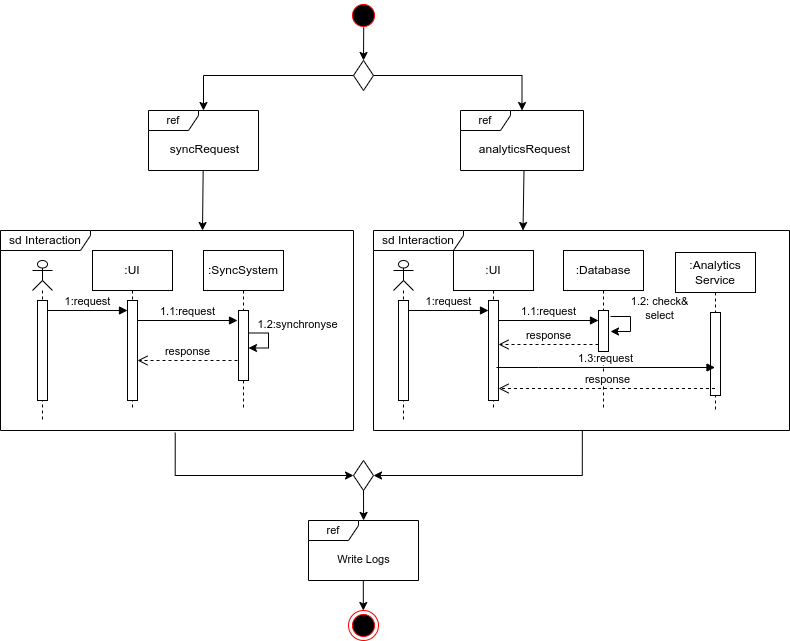 ref
syncRequest
ref
analyticsRequest
sd Interaction
:UI
:SyncSystem
1:request
1.1:request
1.2:synchronyse
response
sd Interaction
:UI
:Database
:Analytics
Service
1:request
1.1:request
1.2: check&
select
response
1.3:request
response
ref
Write Logs